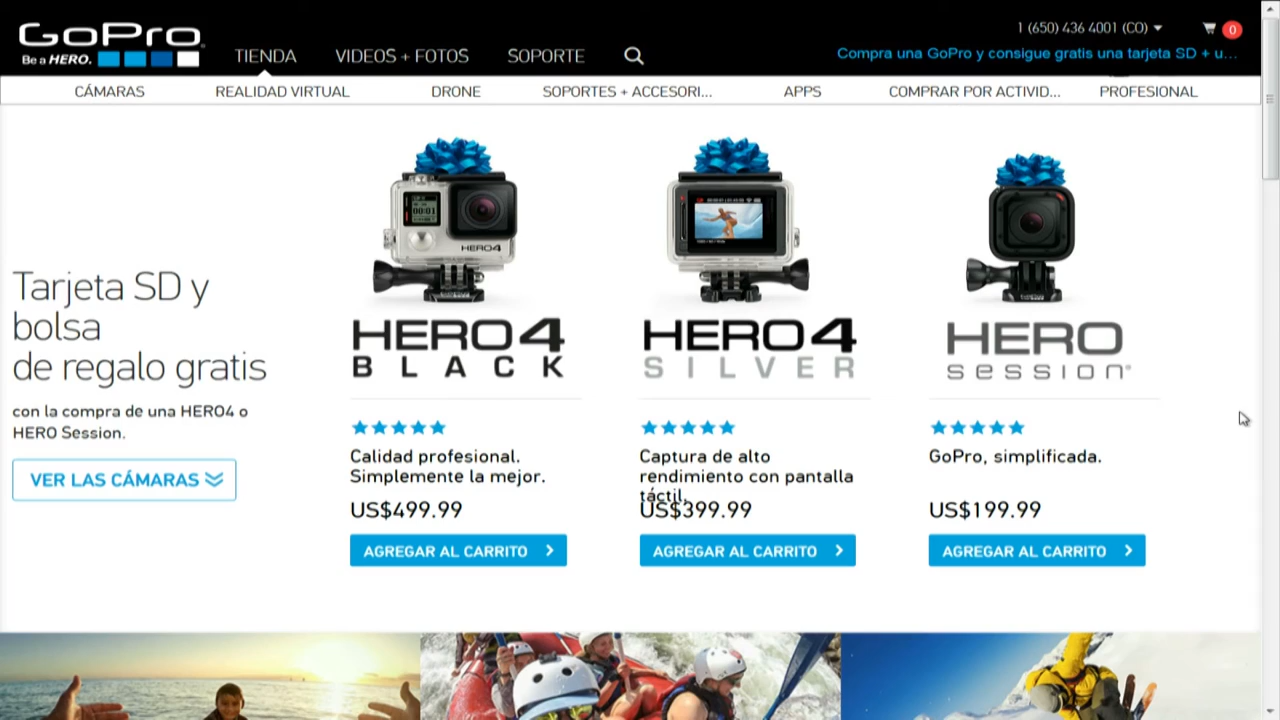 GoPro
Be a HERO.
TIENDA
VIDEOS + FOTOS
SOPORTE
1 (650) 436 4001 (CO)
0
Compra una GoPro y consigue gratis una tarjeta SD + u...
CÁMARAS
REALIDAD VIRTUAL
DRONE
SOPORTES + ACCESORI...
APPS
COMPRAR POR ACTIVID...
PROFESIONAL
Tarjeta SD y
bolsa
de regalo gratis
con la compra de una HERO4 o
HERO Session.
VER LAS CÁMARAS
00:01
HERO4
HERO4
BLACK
Calidad profesional.
Simplemente la mejor.
US$499.99
AGREGAR AL CARRITO
HERO4
SILVER
Captura de alto
rendimiento con pantalla
táctil.
US$399.99
AGREGAR AL CARRITO
GoPro
HERO
session
GoPro, simplificada.
US$199.99
AGREGAR AL CARRITO